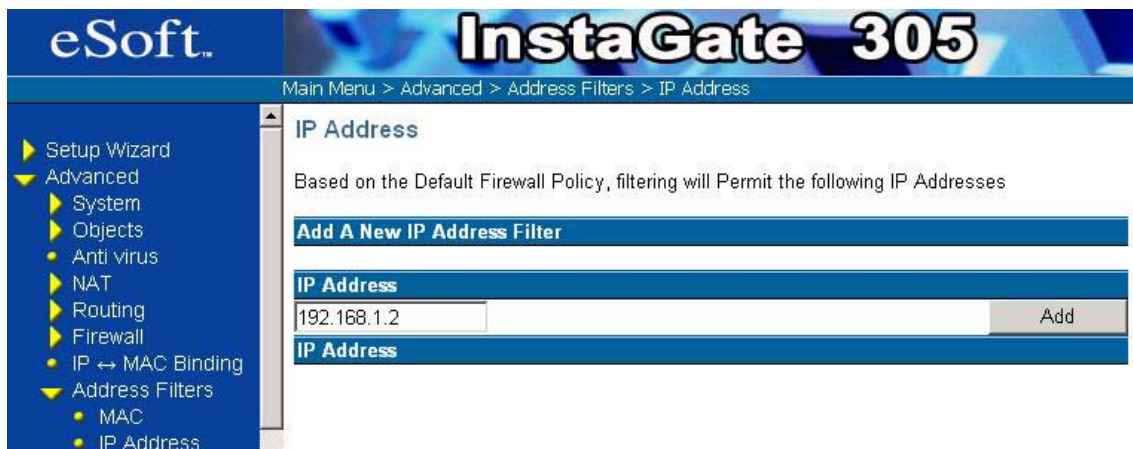 eSoft™
InstaGate 305
Main Menu > Advanced > Address Filters > IP Address
Setup Wizard
Advanced
System
Objects
Anti virus
NAT
Routing
Firewall
IP ↔ MAC Binding
Address Filters
MAC
IP Address
IP Address
Based on the Default Firewall Policy, filtering will Permit the following IP Addresses
Add A New IP Address Filter
IP Address
192.168.1.2 Add
IP Address